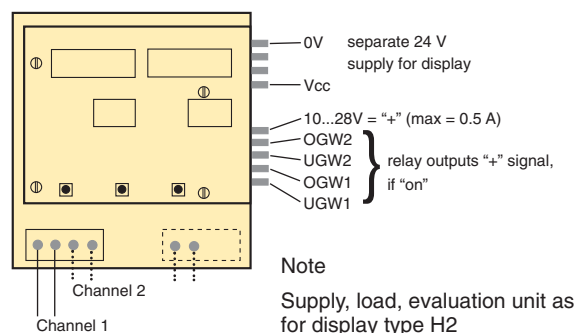 0V
separate 24 V
supply for display
Vcc
10...28V = “+” (max = 0.5 A)
OGW2
UGW2
OGW1
UGW1
relay outputs “+” signal,
if “on”
Channel 2
Channel 1
Note
Supply, load, evaluation unit as
for display type H2